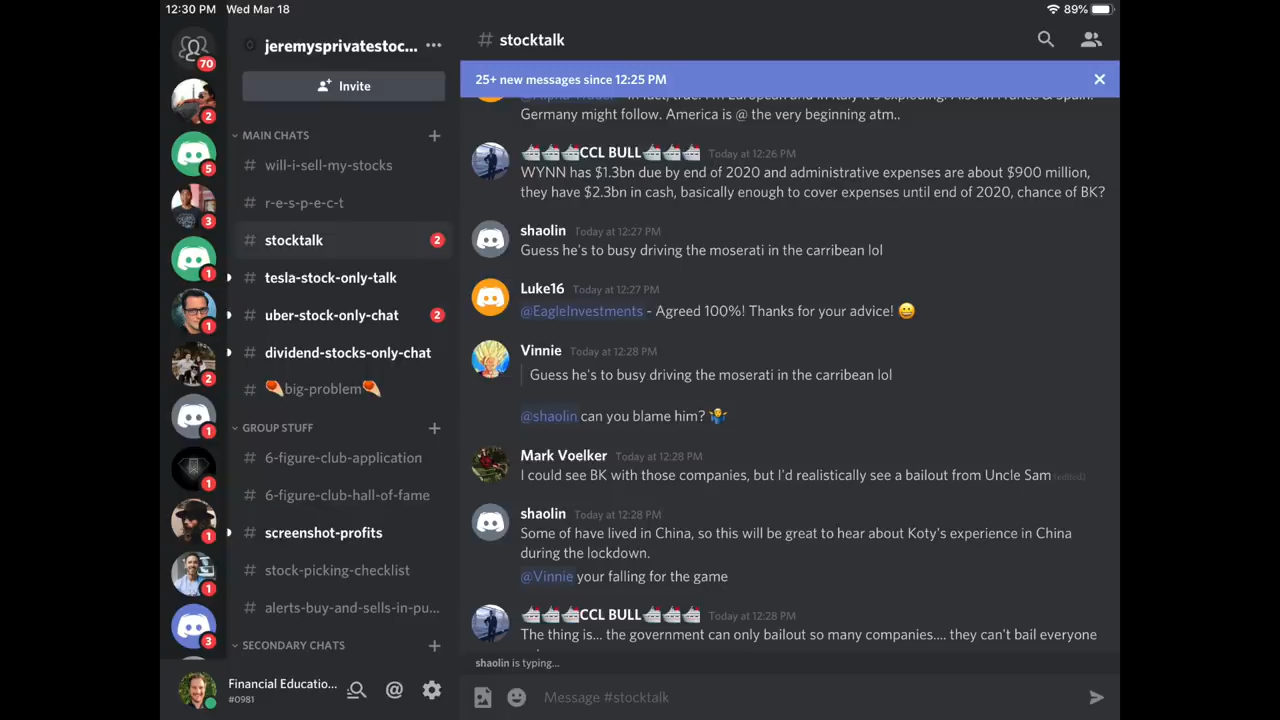 12:30 PM Wed Mar 18
89%
70
2
5
3
1
1
2
1
1
1
1
3
jeremysprivatestoc...
Invite
MAIN CHATS
# will-i-sell-my-stocks
# r-e-s-p-e-c-t
# stocktalk 2
# tesla-stock-only-talk
# uber-stock-only-chat 2
# dividend-stocks-only-chat
# 🍖big-problem🍖
GROUP STUFF
# 6-figure-club-application
# 6-figure-club-hall-of-fame
# screenshot-profits
# stock-picking-checklist
# alerts-buy-and-sells-in-pu...
SECONDARY CHATS
Financial Educatio...
#0981
# stocktalk
25+ new messages since 12:25 PM
Germany might follow. America is @ the very beginning atm..
🚢🚢🚢CCL BULL🚢🚢🚢 Today at 12:26 PM
WYNN has $1.3bn due by end of 2020 and administrative expenses are about $900 million,
they have $2.3bn in cash, basically enough to cover expenses until end of 2020, chance of BK?
shaolin Today at 12:27 PM
Guess he's to busy driving the moserati in the carribean lol
Luke16 Today at 12:27 PM
@EagleInvestments - Agreed 100%! Thanks for your advice! 😀
Vinnie Today at 12:28 PM
Guess he's to busy driving the moserati in the carribean lol
@shaolin can you blame him? 🤷‍♂️
Mark Voelker Today at 12:28 PM
I could see BK with those companies, but I'd realistically see a bailout from Uncle Sam (edited)
shaolin Today at 12:28 PM
Some of have lived in China, so this will be great to hear about Koty's experience in China
during the lockdown.
@Vinnie your falling for the game
🚢🚢🚢CCL BULL🚢🚢🚢 Today at 12:28 PM
The thing is... the government can only bailout so many companies.... they can't bail everyone
shaolin is typing...
Message #stocktalk